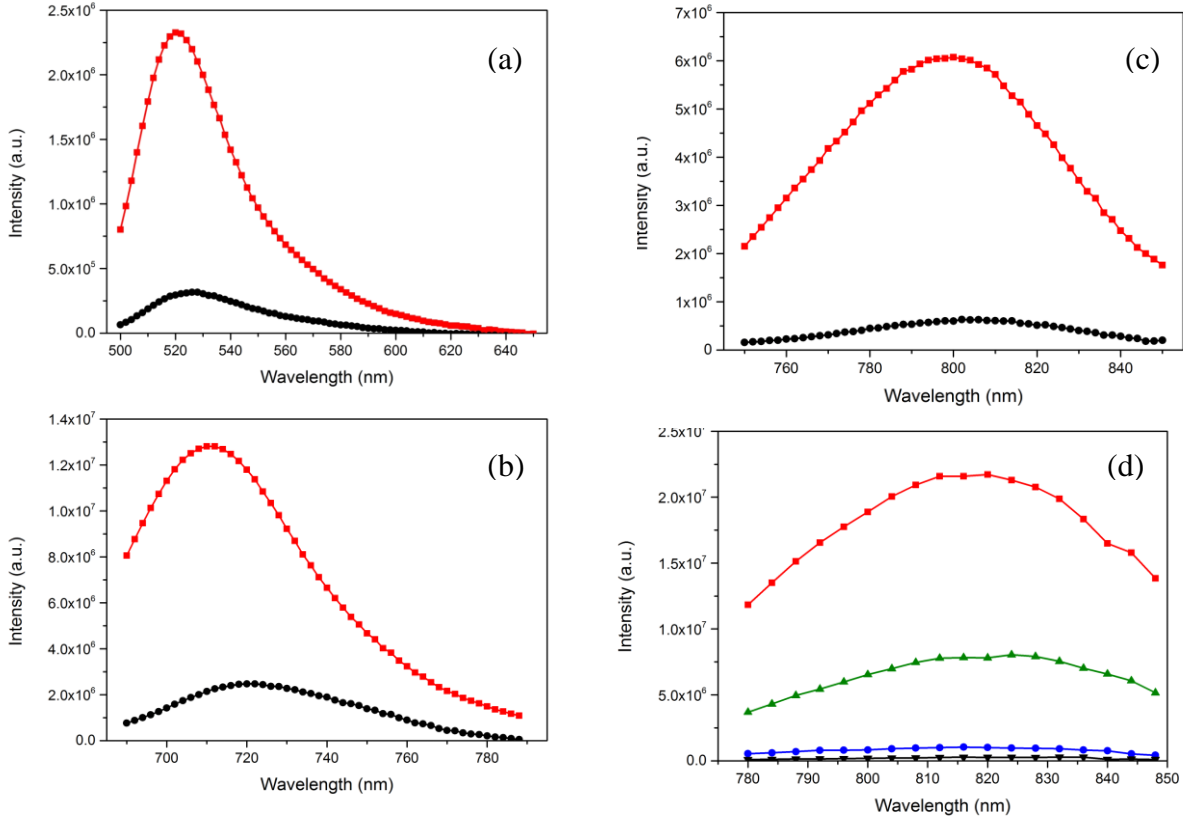 (a)
2.5x10⁶
2.0x10⁶
1.5x10⁶
1.0x10⁶
5.0x10⁵
0.0
Intensity (a.u.)
500 520 540 560 580 600 620 640
Wavelength (nm)
(c)
7x10⁶
6x10⁶
5x10⁶
4x10⁶
3x10⁶
2x10⁶
1x10⁶
0
Intensity (a.u.)
760 780 800 820 840
Wavelength (nm)
(b)
1.4x10⁷
1.2x10⁷
1.0x10⁷
8.0x10⁶
6.0x10⁶
4.0x10⁶
2.0x10⁶
0.0
Intensity (a.u.)
700 720 740 760 780
Wavelength (nm)
(d)
2.5x10
2.0x10⁷
1.5x10⁷
1.0x10⁷
5.0x10⁶
0.0
Intensity (a.u.)
780 790 800 810 820 830 840 850
Wavelength (nm)